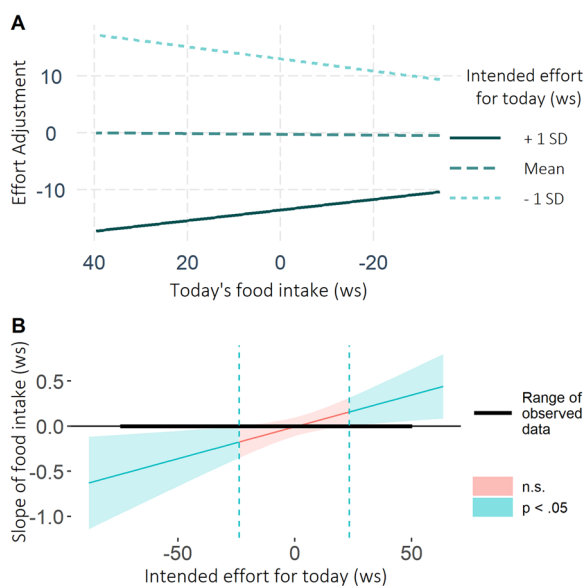 A
Effort Adjustment
10
0
-10
40
20
0
-20
Today's food intake (ws)
Intended effort
for today (ws)
+ 1 SD
Mean
- 1 SD
B
Slope of food intake (ws)
0.5
0.0
-0.5
-1.0
-50
0
50
Intended effort for today (ws)
Range of
observed
data
n.s.
p < .05